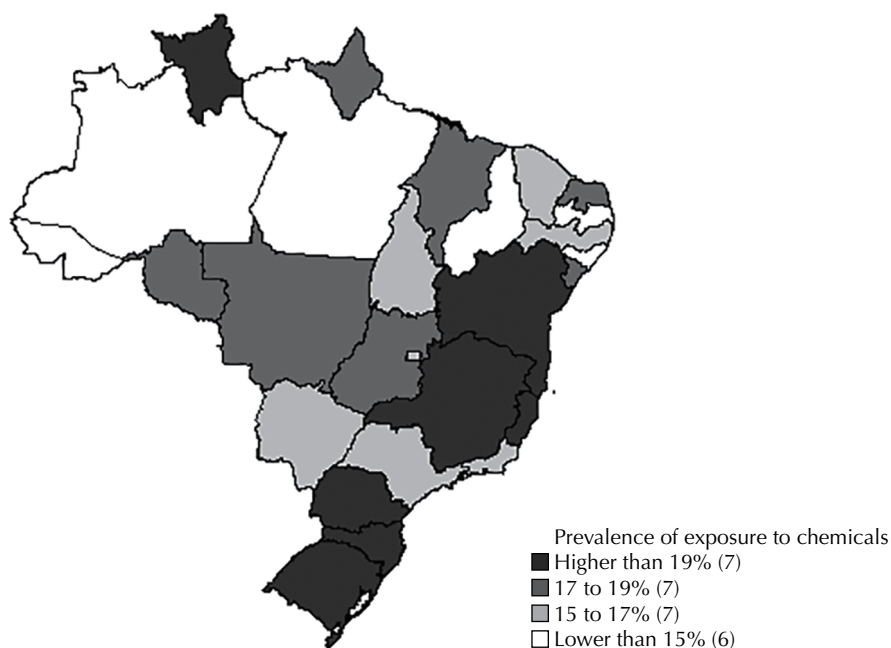 Prevalence of exposure to chemicals
Higher than 19% (7)
17 to 19% (7)
15 to 17% (7)
Lower than 15% (6)